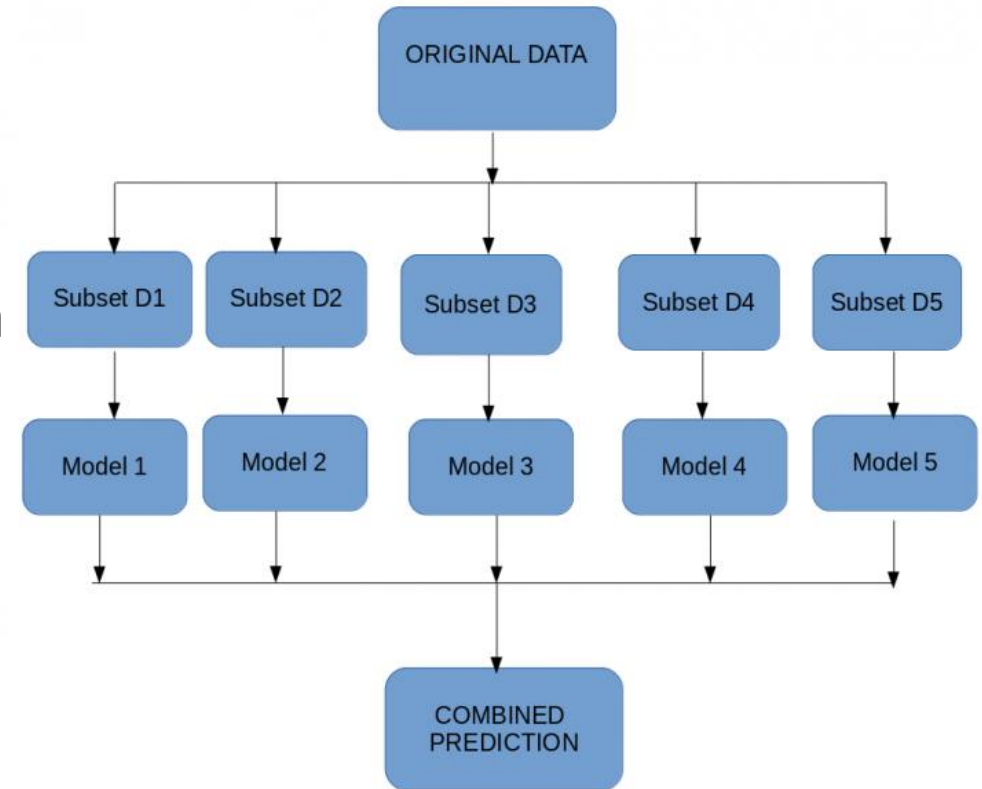 ORIGINAL DATA
Subset D1
Subset D2
Subset D3
Subset D4
Subset D5
Model 1
Model 2
Model 3
Model 4
Model 5
COMBINED
PREDICTION